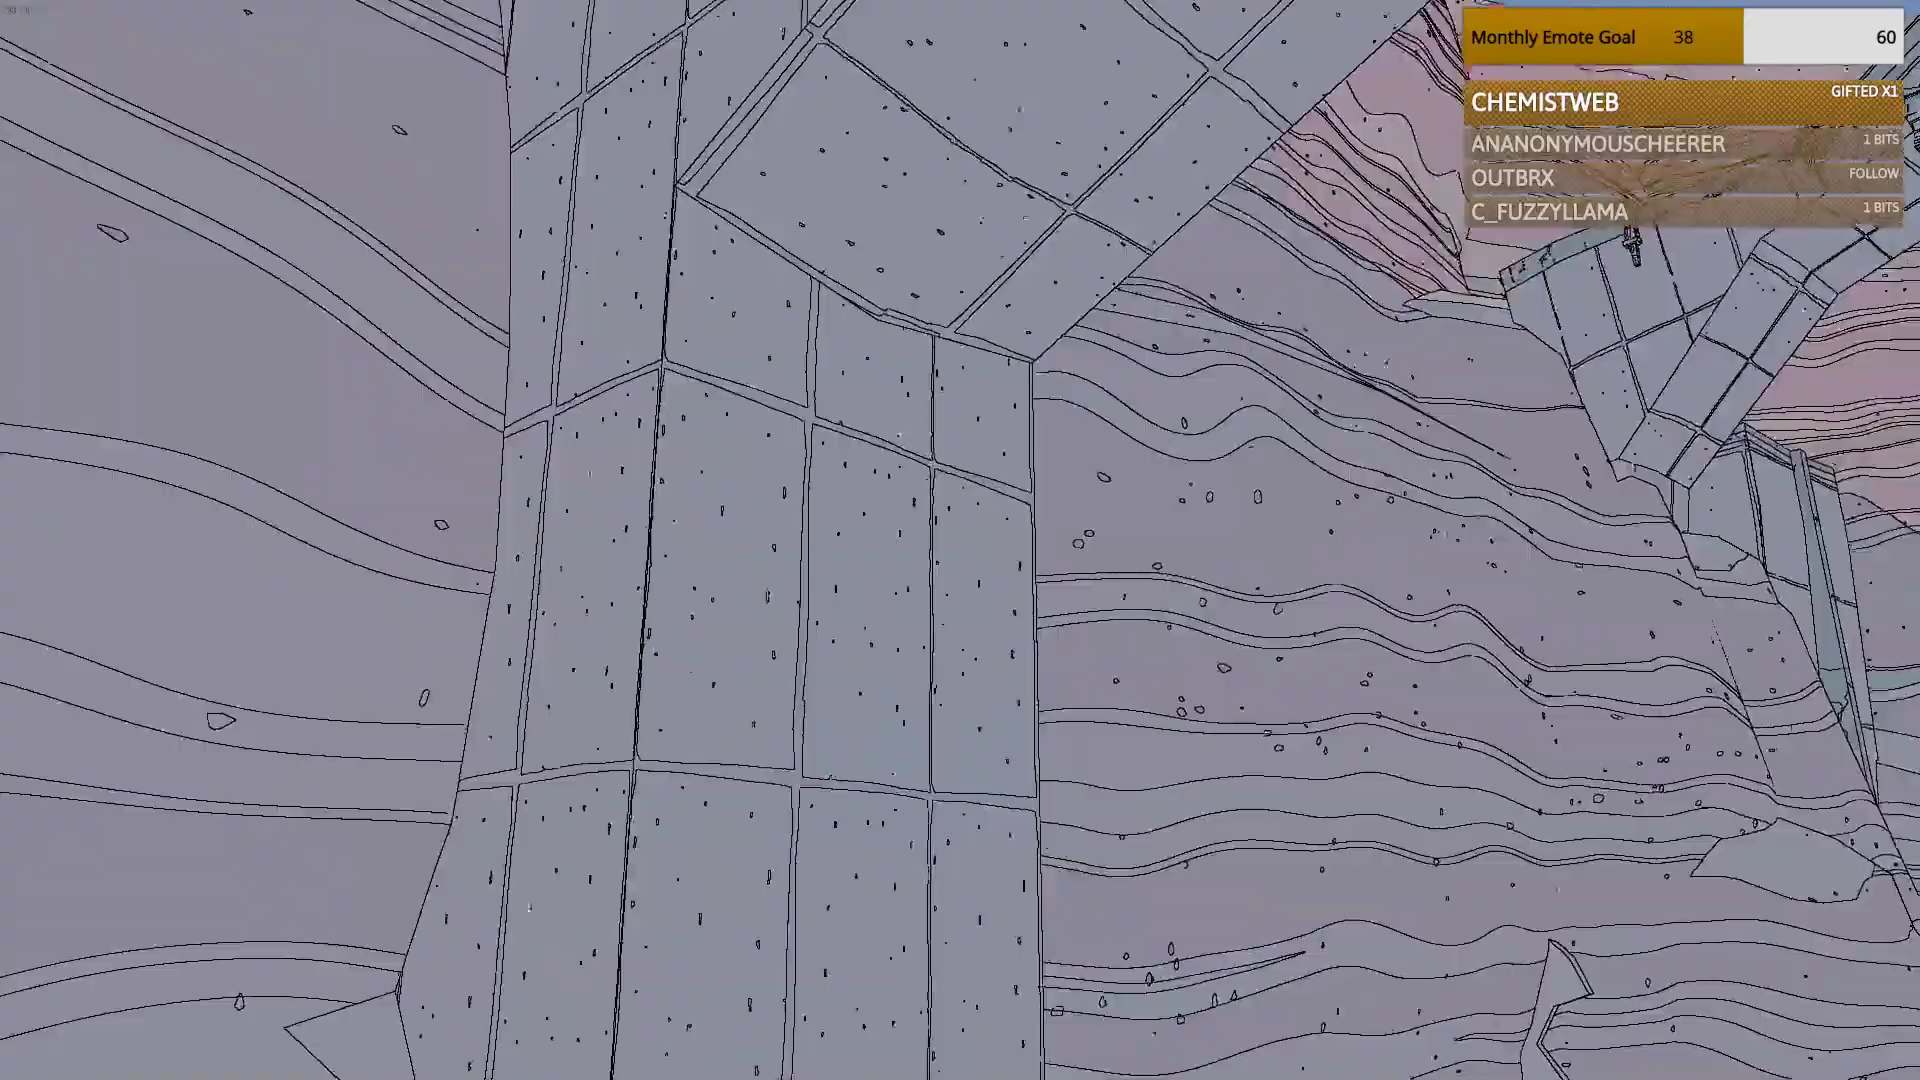 Monthly Emote Goal 38 60
CHEMISTWEB GIFTED X1
ANANONYMOUSCHEERER 1 BITS
OUTBRX FOLLOW
C_FUZZYLLAMA 1 BITS